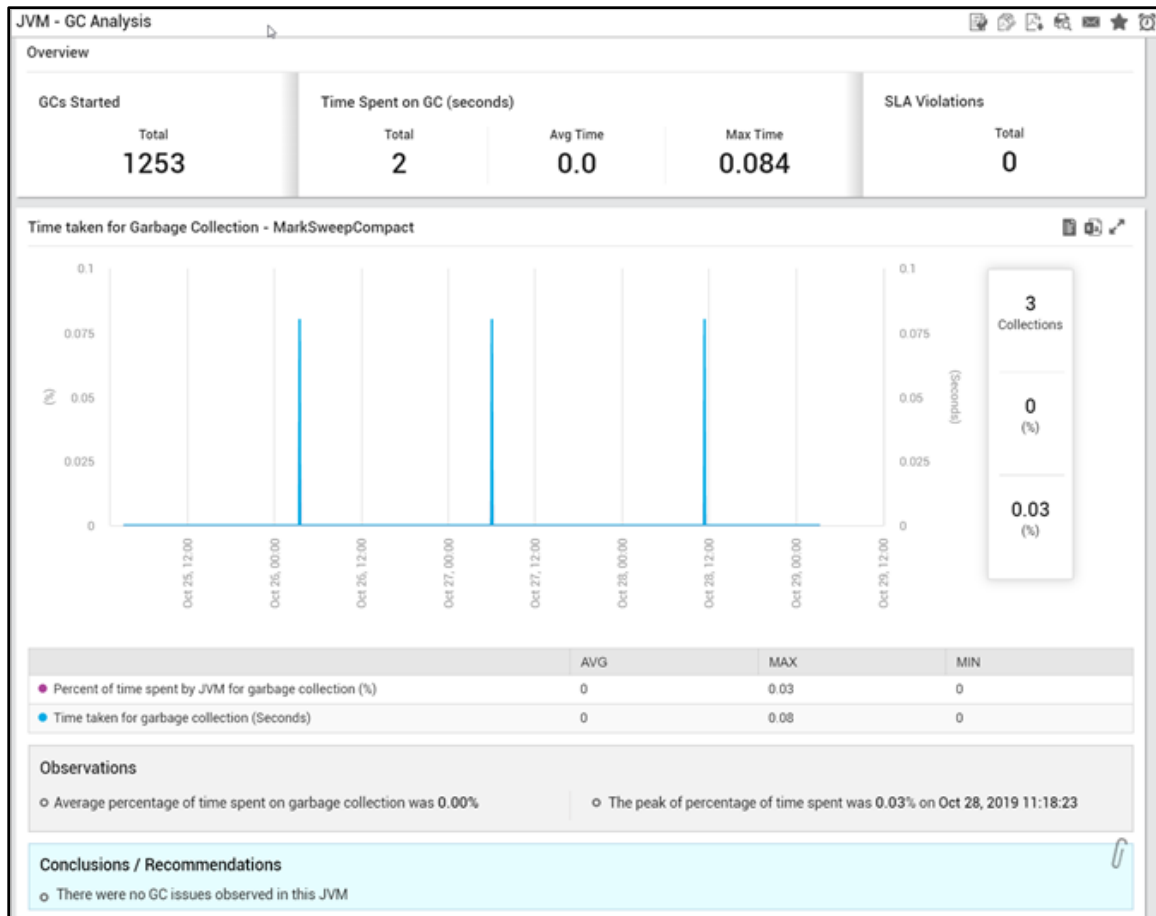 JVM - GC Analysis
Overview
GCs Started
Total
1253
Time Spent on GC (seconds)
Total
2
Avg Time
0.0
Max Time
0.084
SLA Violations
Total
0
Time taken for Garbage Collection - MarkSweepCompact
0.1
0.075
0.05
0.025
0
(%)
0.1
0.075
0.05
0.025
0
(Seconds)
Oct 25, 12:00
Oct 26, 00:00
Oct 26, 12:00
Oct 27, 00:00
Oct 27, 12:00
Oct 28, 00:00
Oct 28, 12:00
Oct 29, 00:00
Oct 29, 12:00
3
Collections
0
(%)
0.03
(%)
AVG MAX MIN
Percent of time spent by JVM for garbage collection (%) 0 0.03 0
Time taken for garbage collection (Seconds) 0 0.08 0
Observations
Average percentage of time spent on garbage collection was 0.00%
The peak of percentage of time spent was 0.03% on Oct 28, 2019 11:18:23
Conclusions / Recommendations
There were no GC issues observed in this JVM